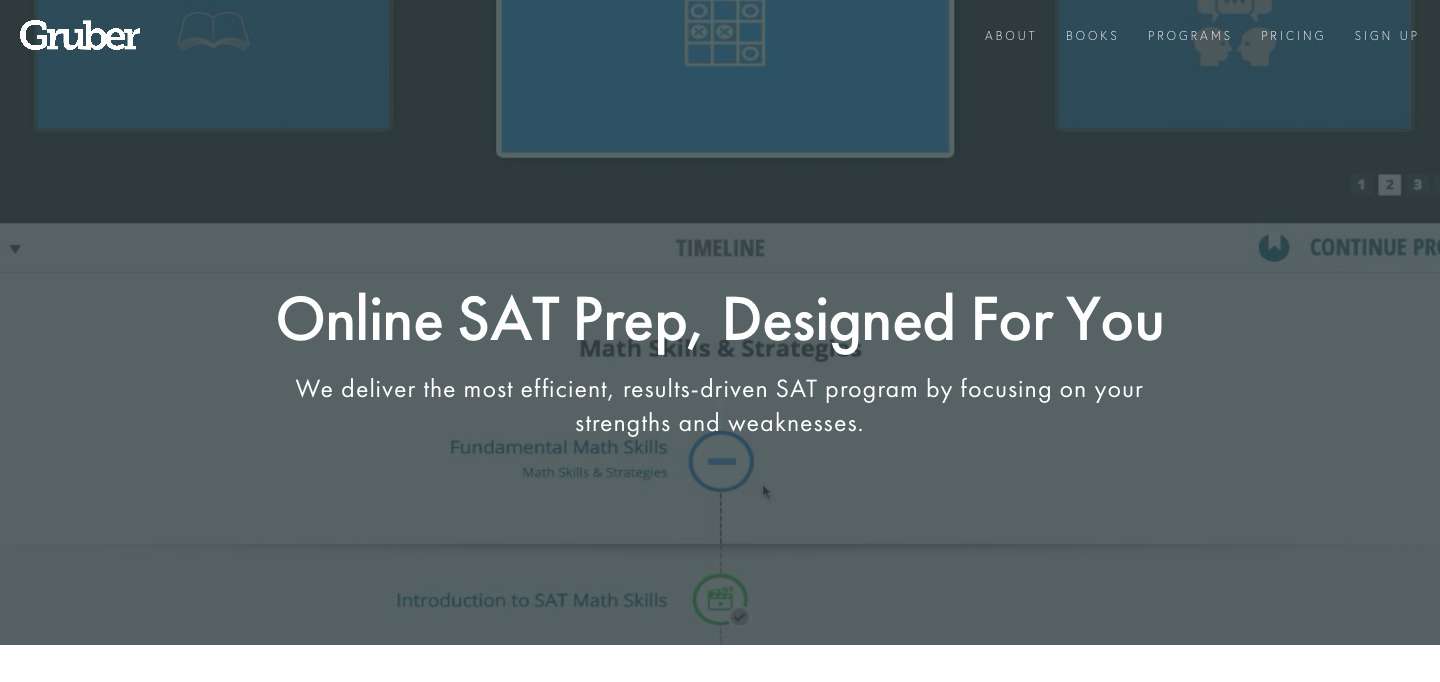 Gruber
ABOUT BOOKS PROGRAMS PRICING SIGN UP
1 2 3
TIMELINE
CONTINUE PR
Online SAT Prep, Designed For You
Math Skills & Strategies
We deliver the most efficient, results-driven SAT program by focusing on your
strengths and weaknesses.
Fundamental Math Skills
Math Skills & Strategies
Introduction to SAT Math Skills